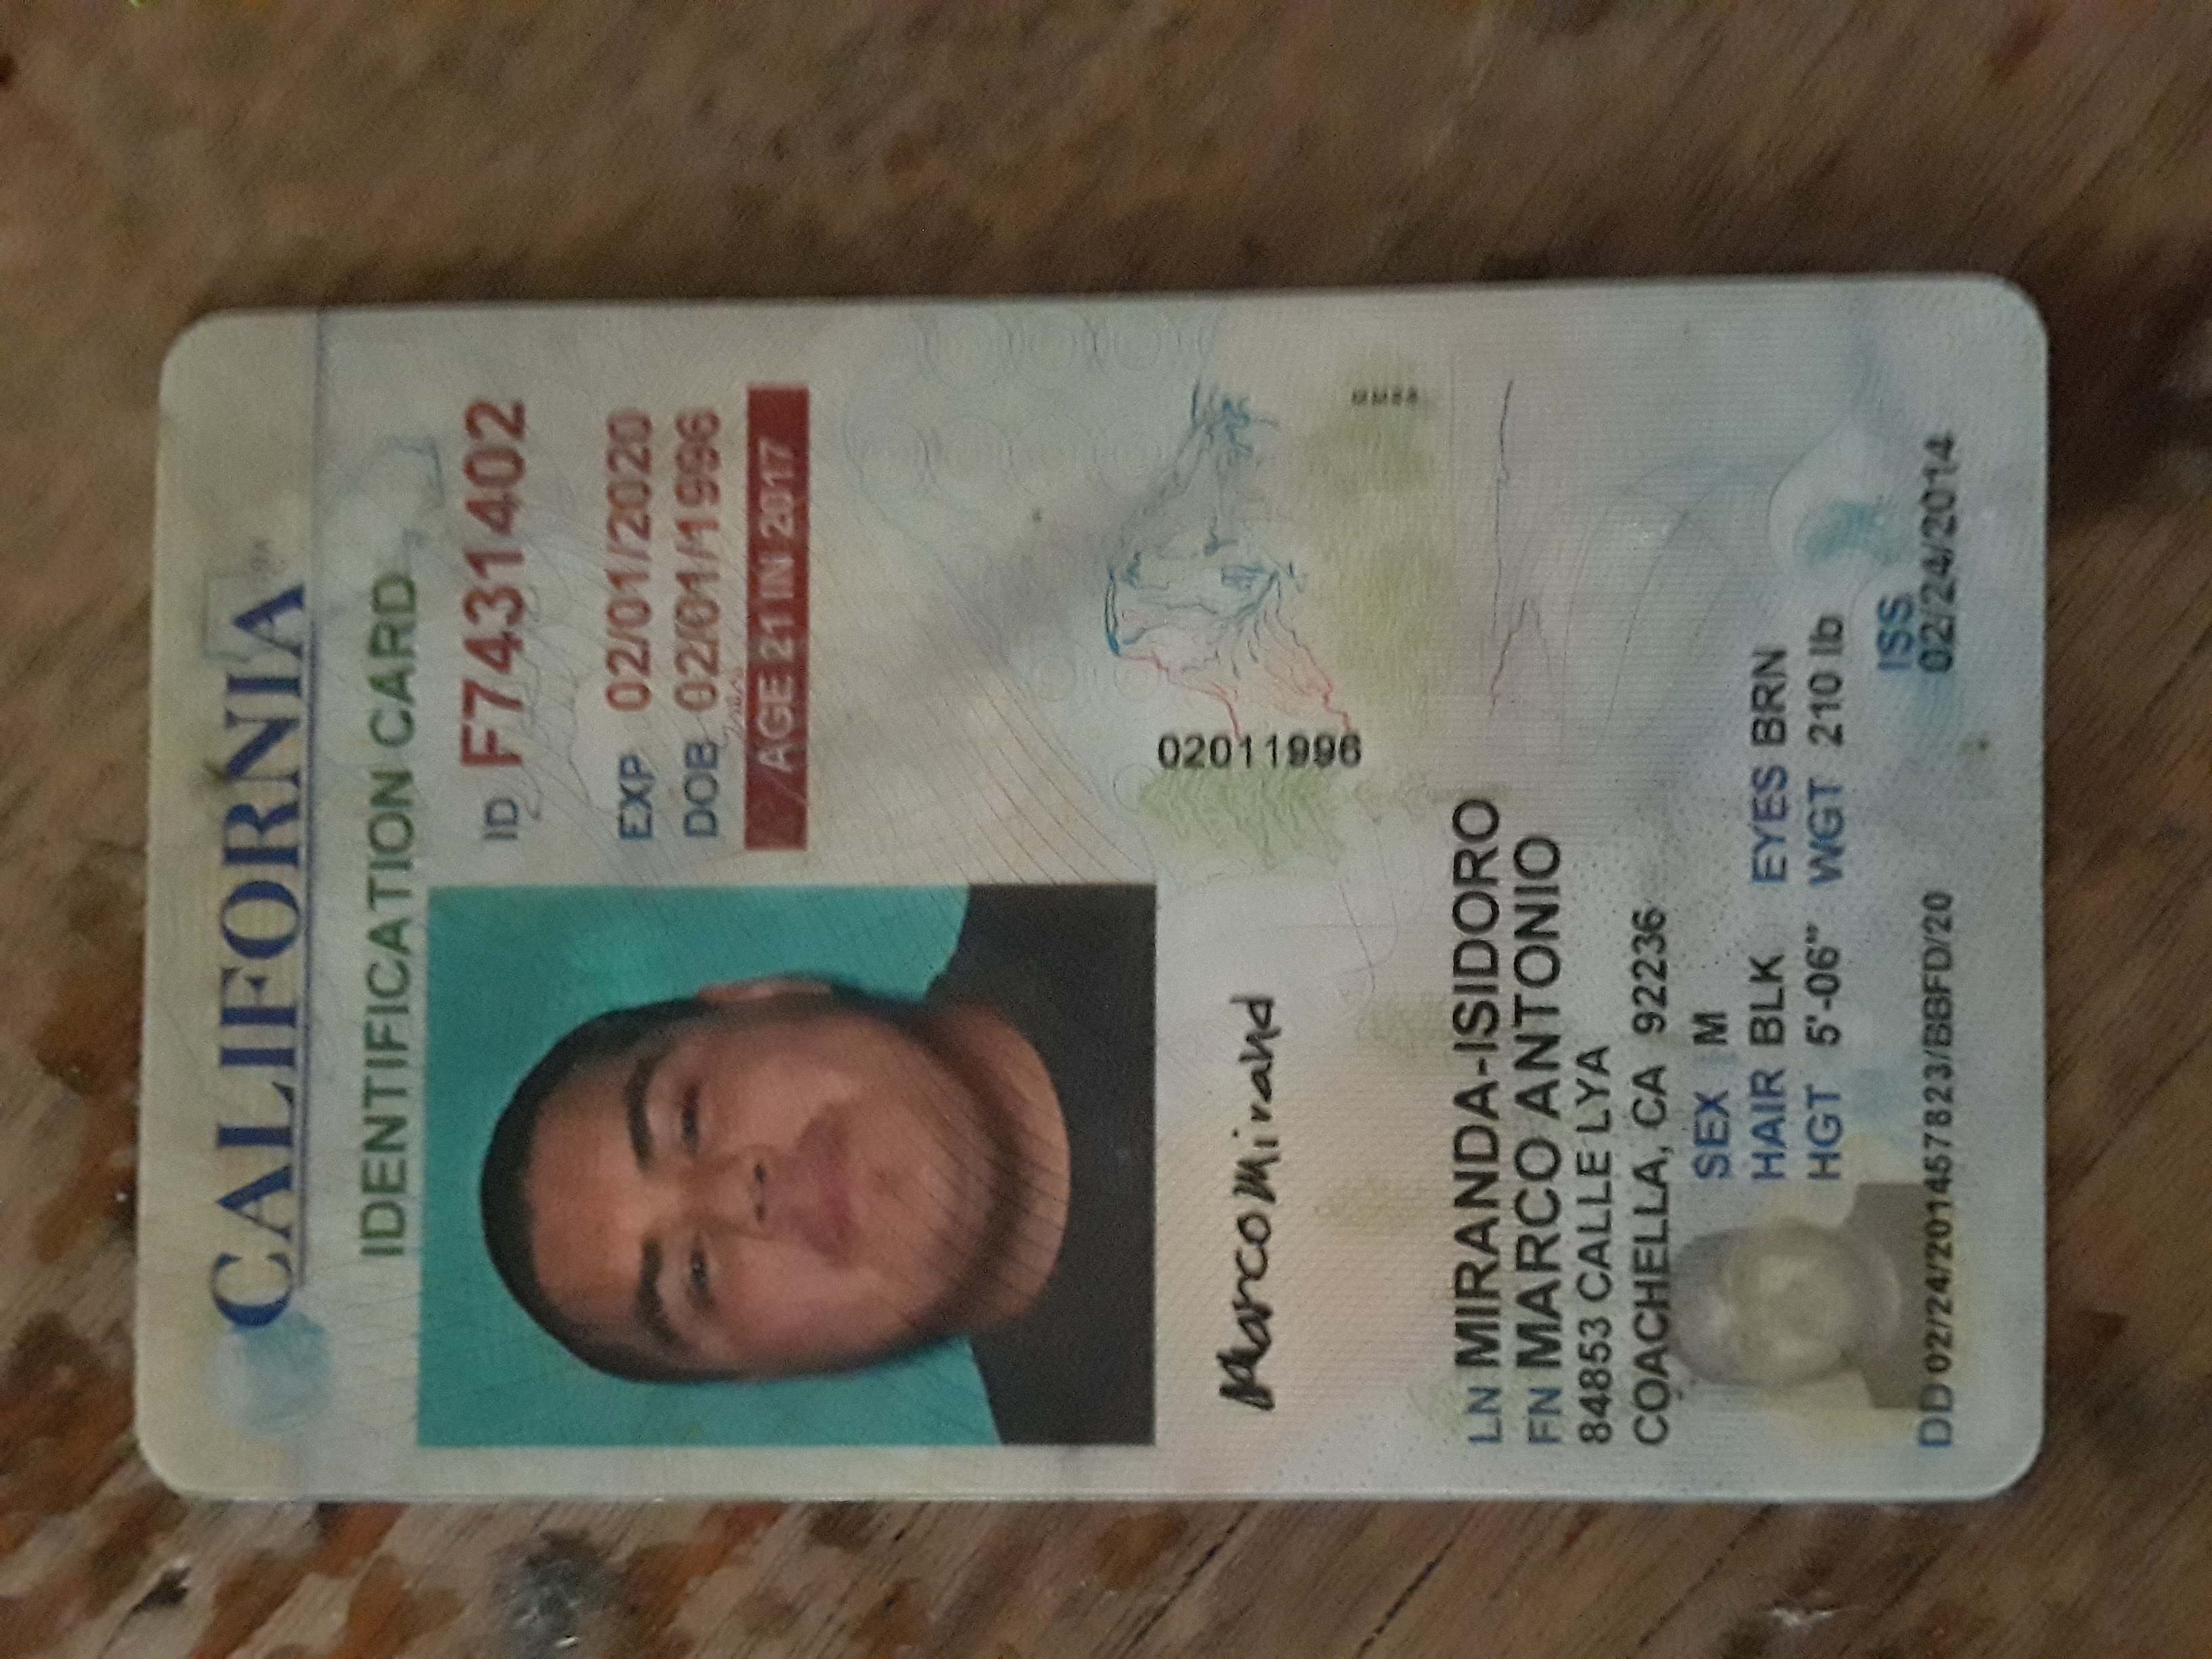 CALIFORNIA
IDENTIFICATION CARD
ID F7431402
EXP 02/01/2020
DOB 02/01/1996
AGE 21 IN 2017
02011996
Marco Mirand
LN MIRANDA-ISIDORO
FN MARCO ANTONIO
84853 CALLE LYA
COACHELLA, CA 92236
SEX M
HAIR BLK EYES BRN
HGT 5'-06" WGT 210 lb
ISS
DD 02/24/201457823/BBFD/20 02/24/2014